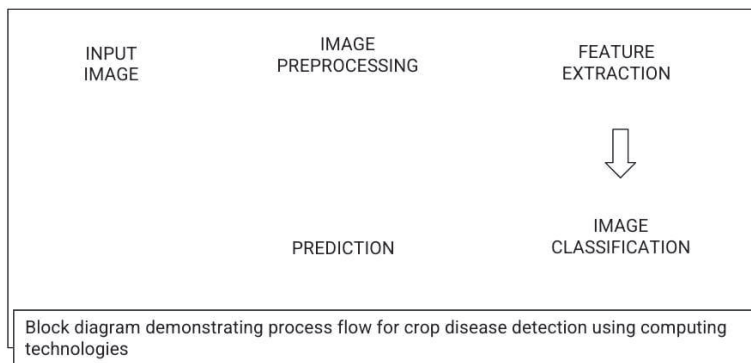 INPUT
IMAGE
IMAGE
PREPROCESSING
FEATURE
EXTRACTION
PREDICTION
IMAGE
CLASSIFICATION
Block diagram demonstrating process flow for crop disease detection using computing
technologies